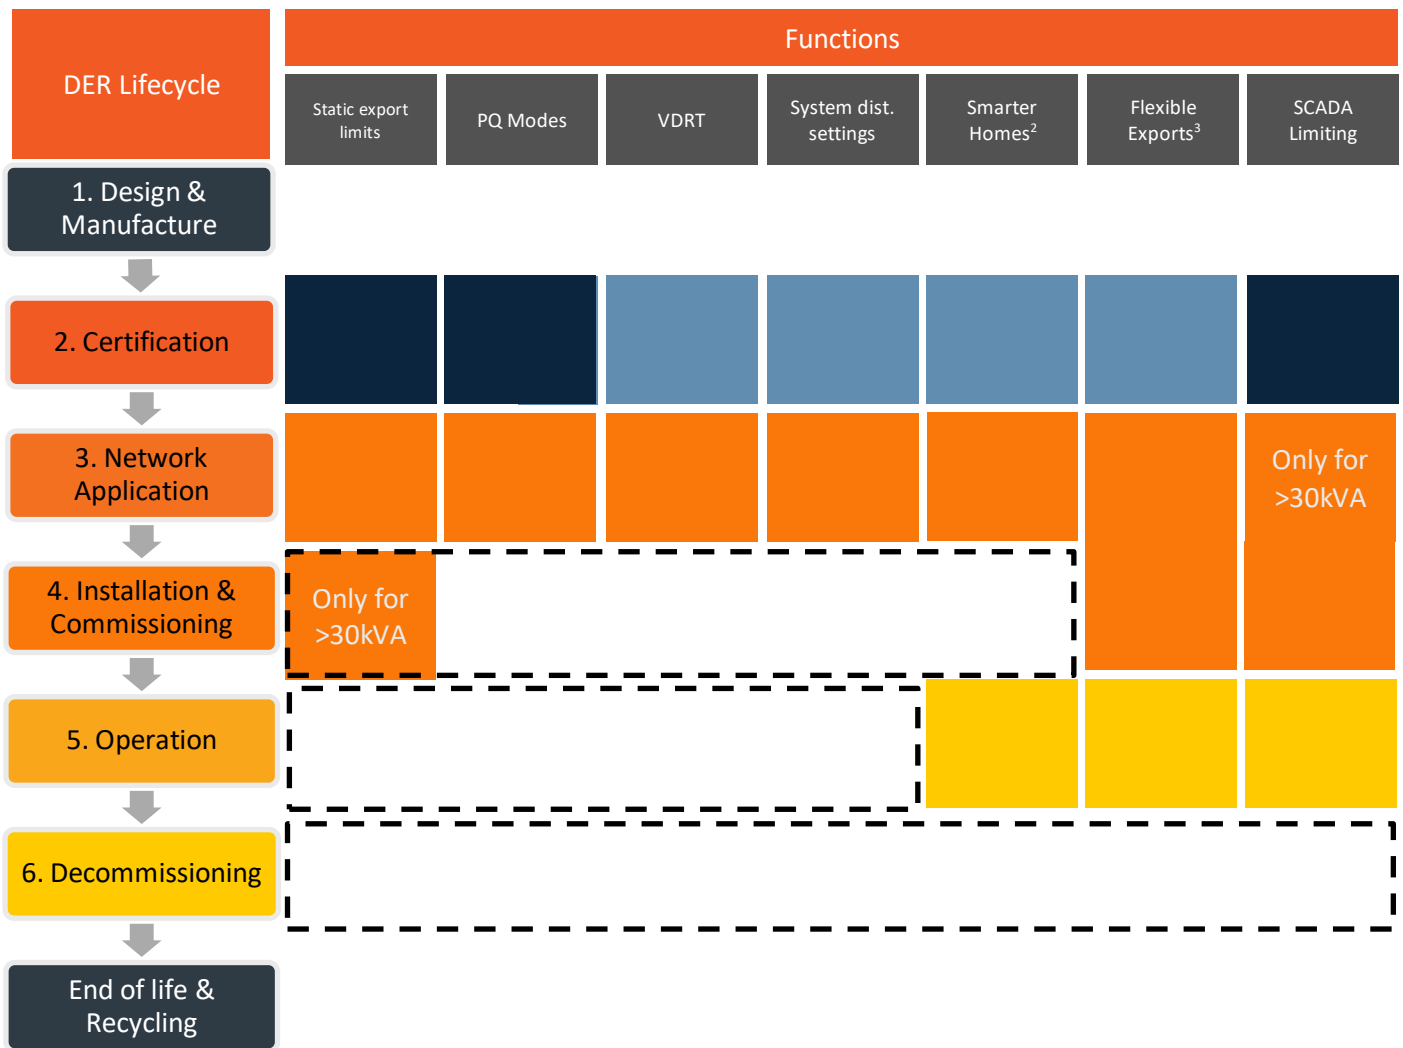 DER Lifecycle
Functions
Static export
limits
PQ Modes
VDRT
System dist.
settings
Smarter
Homes²
Flexible
Exports³
SCADA
Limiting
1. Design &
Manufacture
2. Certification
3. Network
Application
Only for
>30kVA
4. Installation &
Commissioning
Only for
>30kVA
5. Operation
6. Decommissioning
End of life &
Recycling